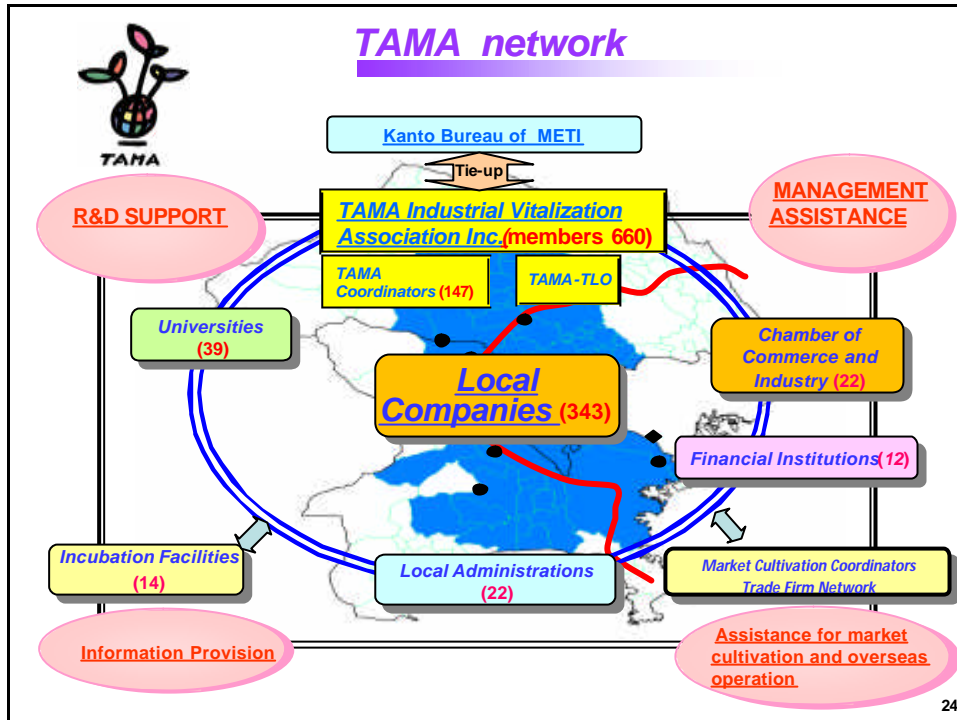 TAMA network
TAMA
Kanto Bureau of METI
Tie-up
R&D SUPPORT
MANAGEMENT
ASSISTANCE
TAMA Industrial Vitalization
Association Inc.(members 660)
TAMA
Coordinators (147)
TAMA-TLO
Universities
(39)
Chamber of
Commerce and
Industry (22)
Local
Companies (343)
Financial Institutions(12)
Incubation Facilities
(14)
Local Administrations
(22)
Market Cultivation Coordinators
Trade Firm Network
Information Provision
Assistance for market
cultivation and overseas
operation
24